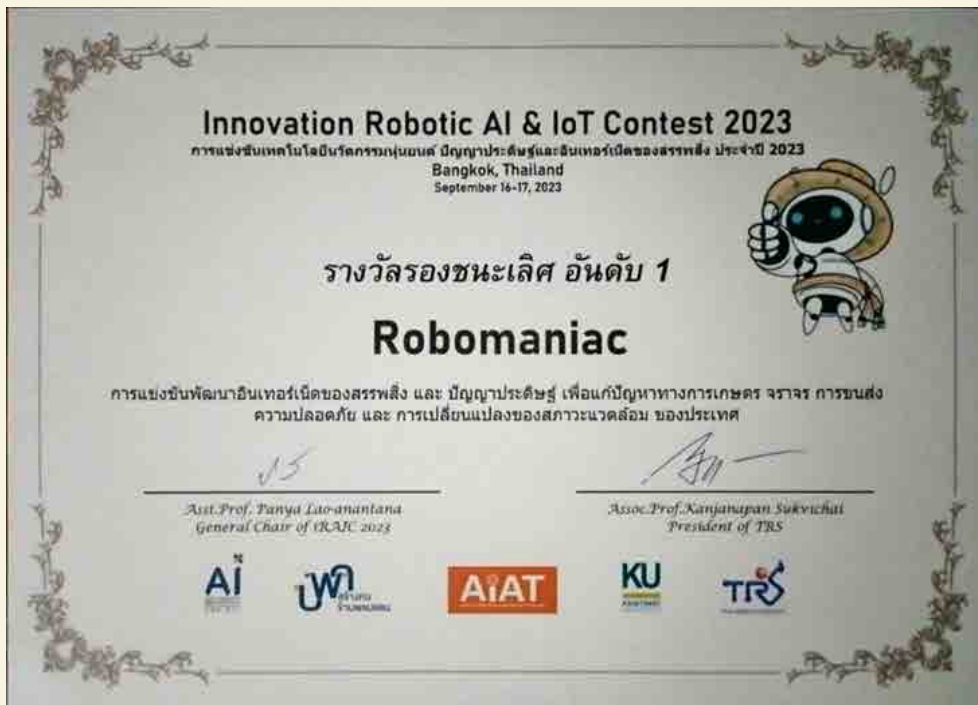 Innovation Robotic AI & IoT Contest 2023
การแข่งขันเทคโนโลยีนวัตกรรมหุ่นยนต์ ปัญญาประดิษฐ์และอินเทอร์เน็ตของสรรพสิ่ง ประจำปี 2023
Bangkok, Thailand
September 16-17, 2023
รางวัลรองชนะเลิศ อันดับ 1
Robomaniac
การแข่งขันพัฒนาอินเทอร์เน็ตของสรรพสิ่ง และ ปัญญาประดิษฐ์ เพื่อแก้ปัญหาทางการเกษตร จราจร การขนส่ง
ความปลอดภัย และ การเปลี่ยนแปลงของสภาวะแวดล้อม ของประเทศ
Asst.Prof. Panya Lao-anantana
General Chair of IRAIC 2023
Assoc.Prof.Kanjanapan Sukvichai
President of TRS
AI
AiAT
KU
TRS